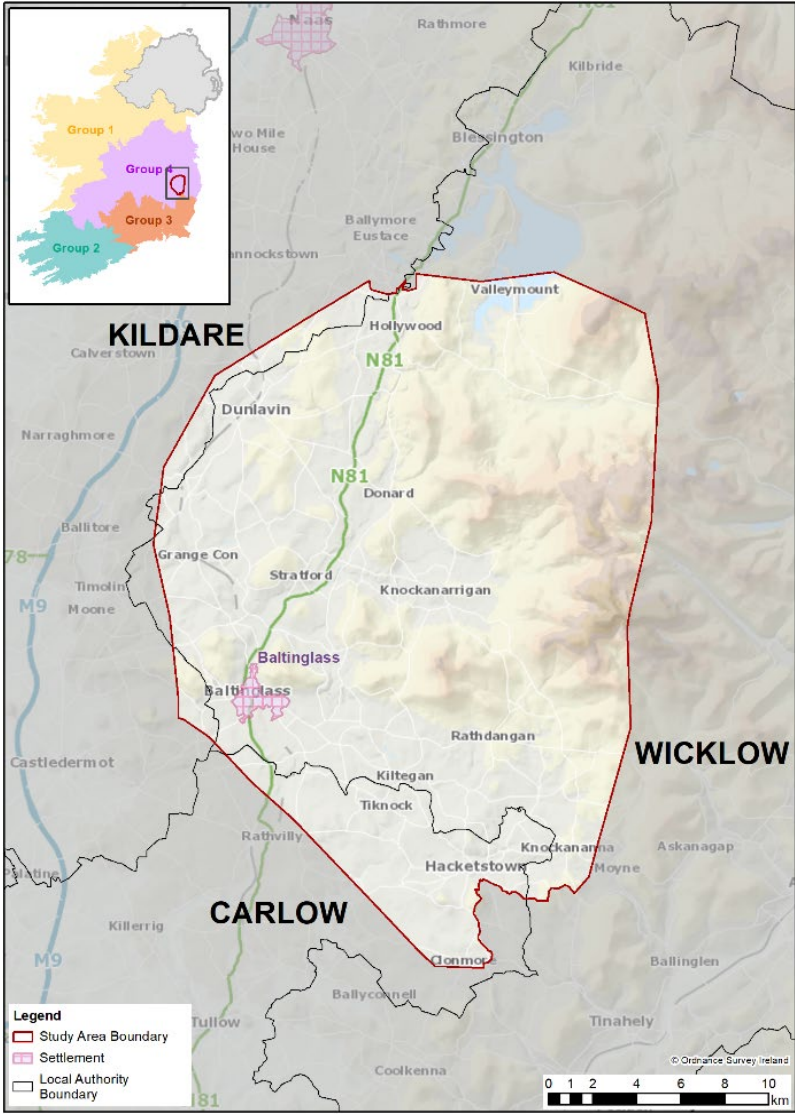 Naas
Rathmore
N81
Kilbride
Group 1
Two Mile
House
Blessington
Group 4
Group 3
Group 2
Ballymore
Eustace
Valleymount
KILDARE
Hollywood
Calverstown
N81
Dunlavin
Narraghmore
N81
Donard
Ballitore
78
Grange Con
Timolin
Stratford
Knockanarrigan
M9
Moone
Baltinglass
Baltinglass
Rathdangan
WICKLOW
Castledermot
Kiltegan
Tiknock
Rathvilly
Knockananna
Askanagap
Hacketstown
Moyne
Palatine
CARLOW
Killerrig
M9
Clonmore
Ballinglen
Ballyconnell
Legend
Study Area Boundary
Settlement
Local Authority
Boundary
Tullow
Tinahely
© Ordnance Survey Ireland
Coolkenna
N81
0 1 2 4 6 8 10
km